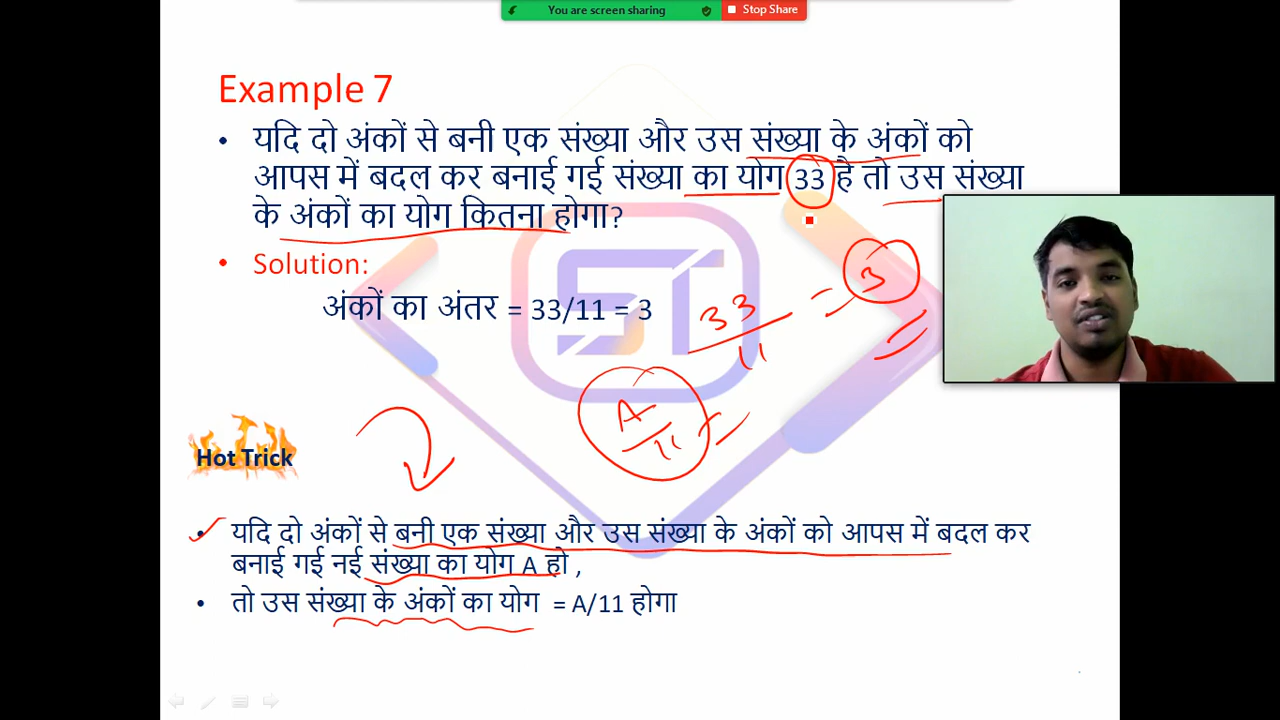 You are screen sharing Stop Share
Example 7
• यदि दो अंकों से बनी एक संख्या और उस संख्या के अंकों को
आपस में बदल कर बनाई गई संख्या का योग 33 है तो उस संख्या
के अंकों का योग कितना होगा?
• Solution:
अंकों का अंतर = 33/11 = 3
33/11 = 3
A/11 =
ST
Hot Trick
• यदि दो अंकों से बनी एक संख्या और उस संख्या के अंकों को आपस में बदल कर
बनाई गई नई संख्या का योग A हो ,
• तो उस संख्या के अंकों का योग = A/11 होगा